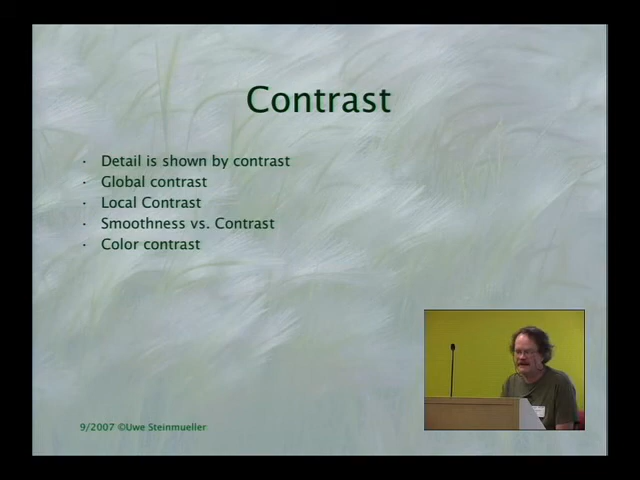 Contrast
· Detail is shown by contrast
· Global contrast
· Local Contrast
· Smoothness vs. Contrast
· Color contrast
9/2007 ©Uwe Steinmueller